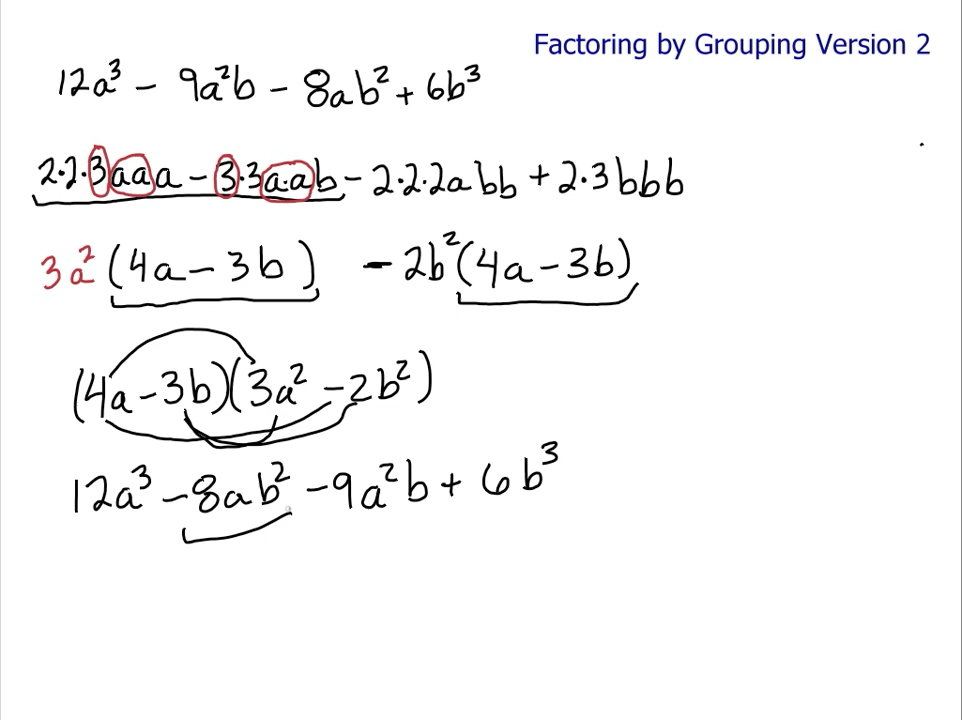 Factoring by Grouping Version 2
12a³ - 9a²b - 8ab² + 6b³
2·2·3aaa - 3·3a·ab - 2·2·2abb + 2·3bbb
3a²(4a - 3b) - 2b²(4a - 3b)
(4a - 3b)(3a² - 2b²)
12a³ - 8ab² - 9a²b + 6b³